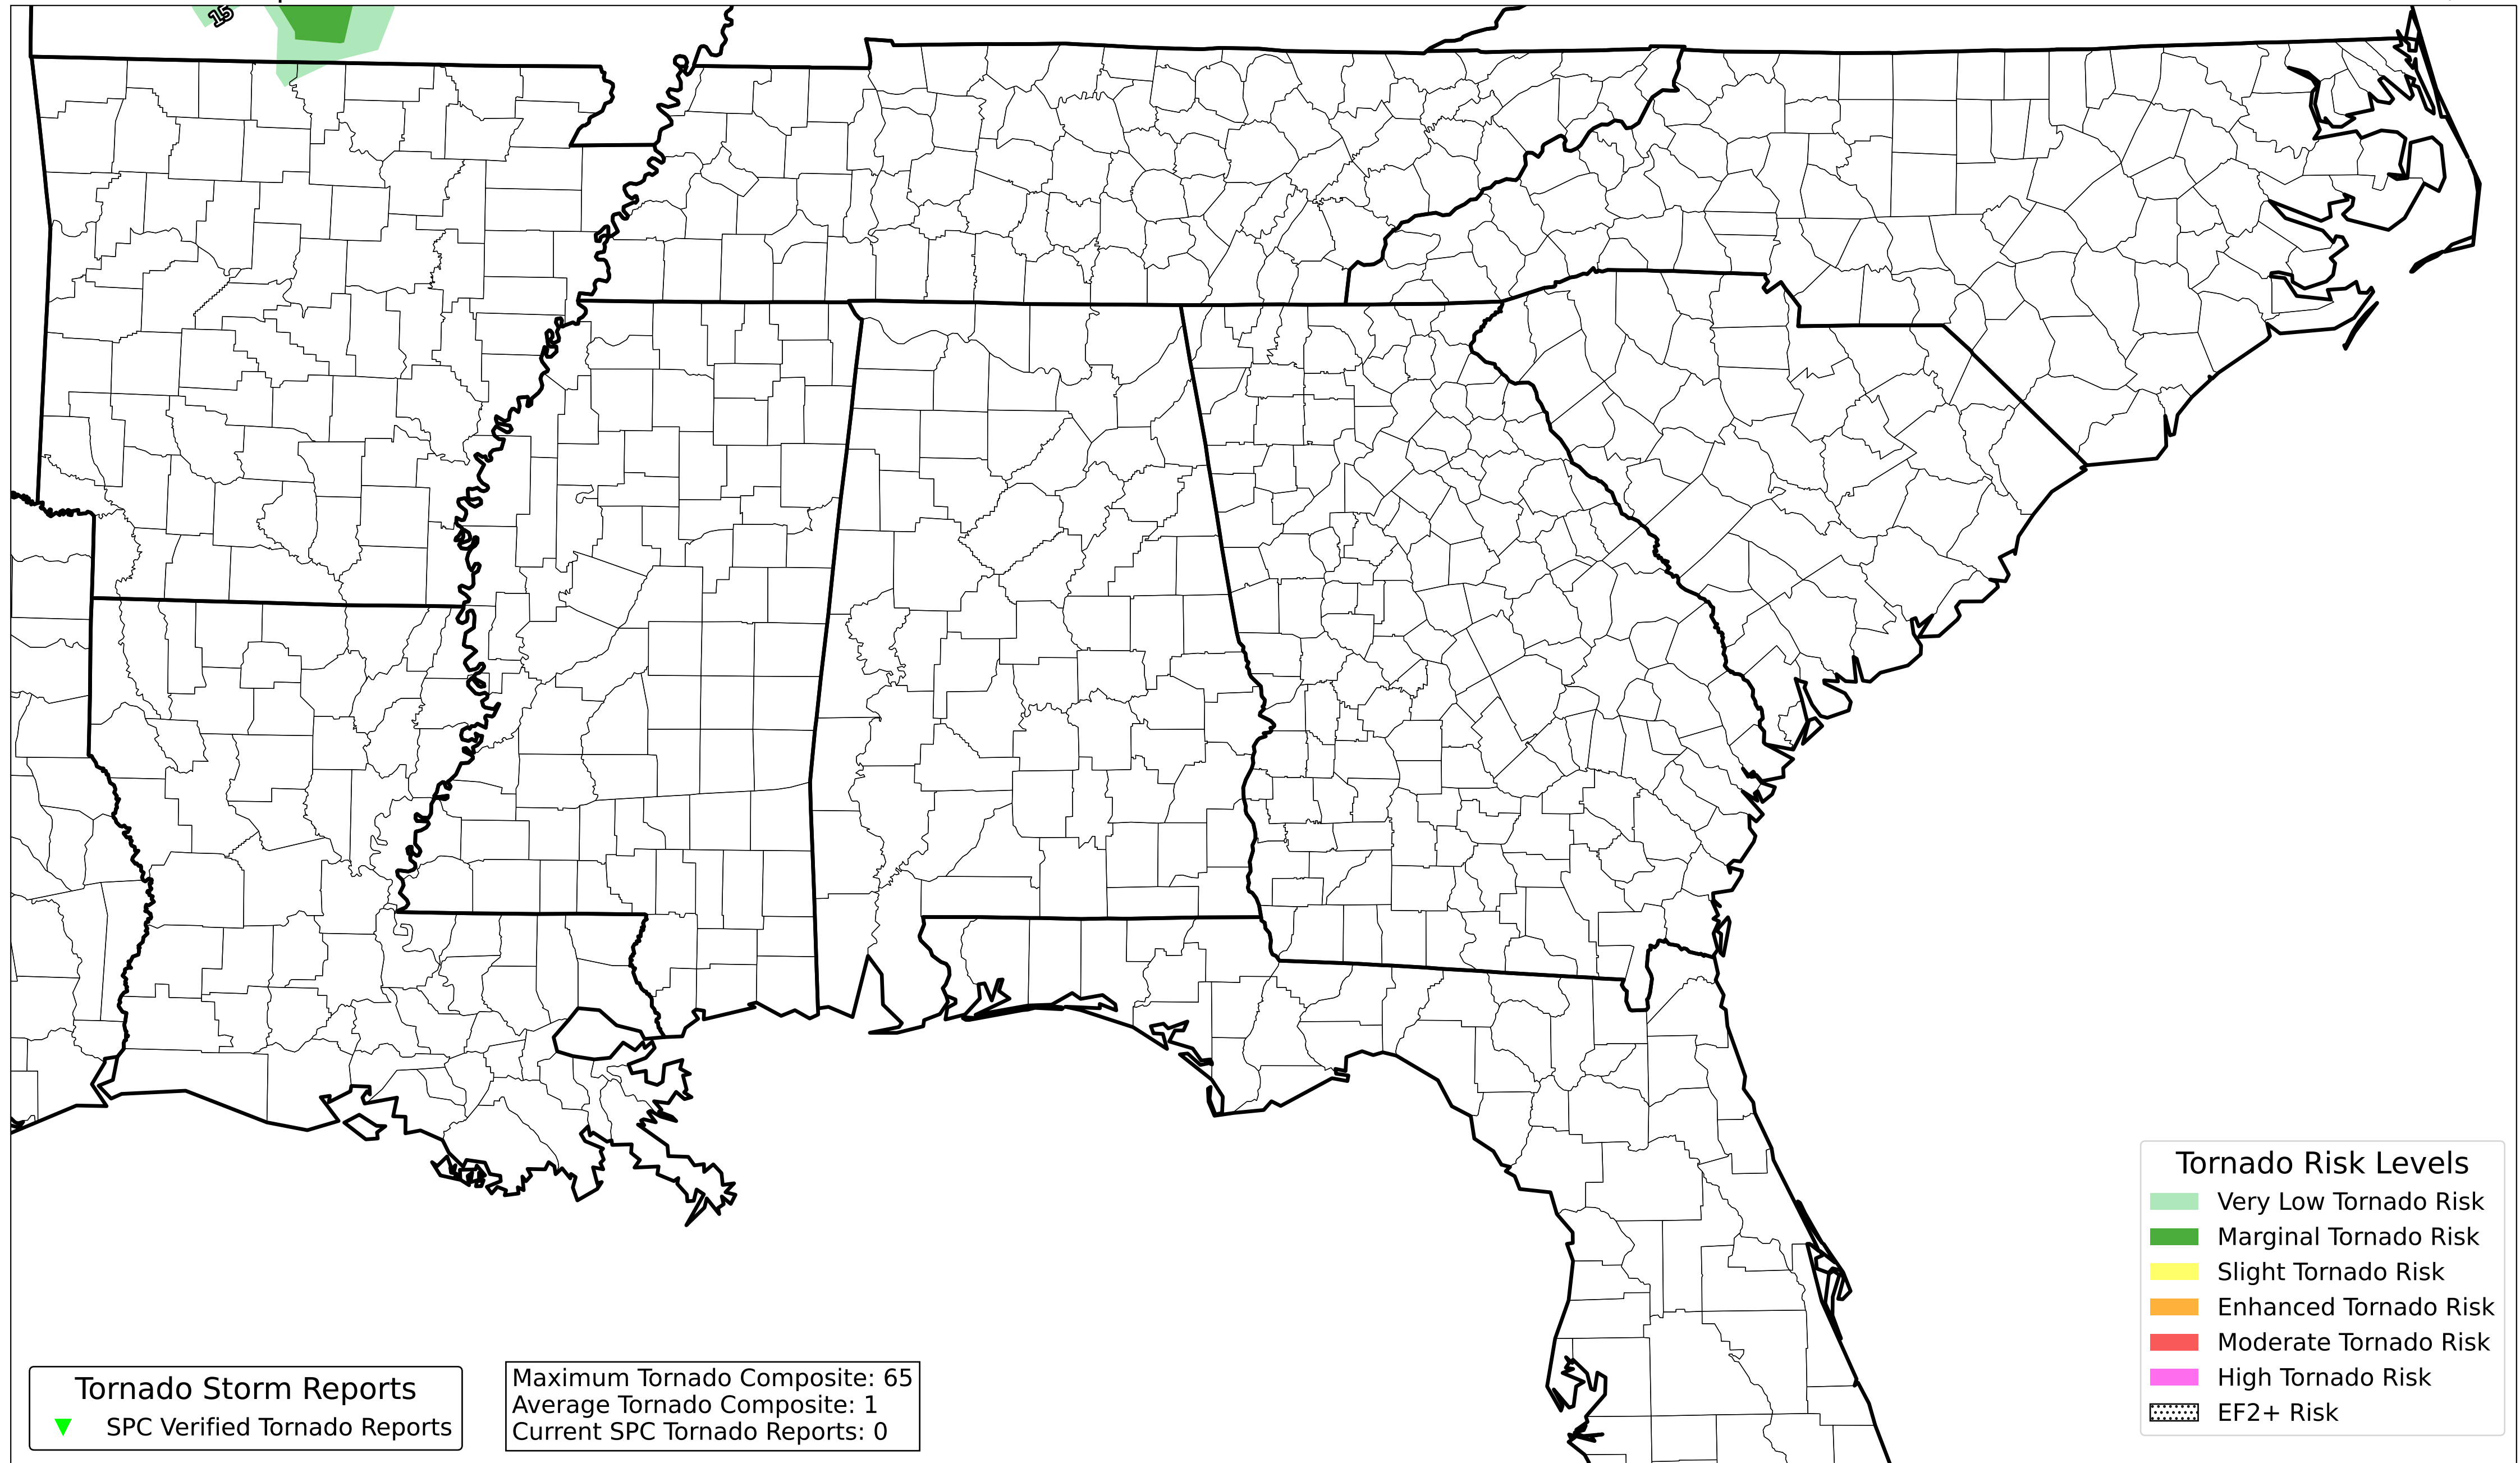 15
Tornado Risk Levels
Very Low Tornado Risk
Marginal Tornado Risk
Slight Tornado Risk
Enhanced Tornado Risk
Moderate Tornado Risk
High Tornado Risk
EF2+ Risk
Tornado Storm Reports
SPC Verified Tornado Reports
Maximum Tornado Composite: 65
Average Tornado Composite: 1
Current SPC Tornado Reports: 0